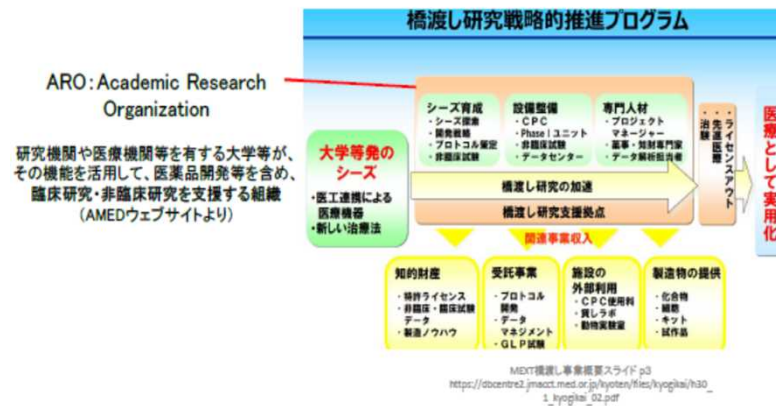 橋渡し研究戦略的推進プログラム
ARO：Academic Research
Organization
研究機関や医療機関等を有する大学等が、
その機能を活用して、医薬品開発等を含め、
臨床研究・非臨床研究を支援する組織
（AMEDウェブサイトより）
大学等発の
シーズ
・医工連携による
医療機器
・新しい治療法
シーズ育成
・シーズ探索
・開発戦略
・プロトコル策定
・非臨床試験
設備整備
・CPC
・Phase I ユニット
・非臨床試験
・データセンター
専門人材
・プロジェクト
マネージャー
・薬事・知財専門家
・データ解析担当者
橋渡し研究の加速
橋渡し研究支援拠点
・ライセンスアウト
・先進医療
・治験
医療として実用化
関連事業収入
知的財産
・特許ライセンス
・非臨床・臨床試験
データ
・製造ノウハウ
受託事業
・プロトコル
開発
・データ
マネジメント
・GLP試験
施設の
外部利用
・CPC使用料
・貸しラボ
・動物実験室
製造物の提供
・化合物
・細胞
・キット
・試作品
MEXT橋渡し事業概要スライド p3
https://dbcentre2.jmacct.med.or.jp/kyoten/files/kyogikai/h30_
1_kyogikai_02.pdf